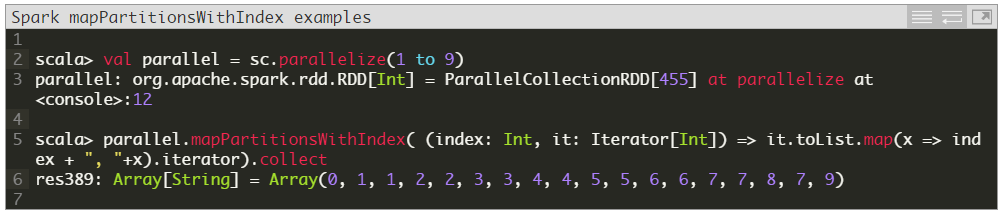 Spark mapPartitionsWithIndex examples
1
2 scala> val parallel = sc.parallelize(1 to 9)
3 parallel: org.apache.spark.rdd.RDD[Int] = ParallelCollectionRDD[455] at parallelize at
<console>:12
4
5 scala> parallel.mapPartitionsWithIndex( (index: Int, it: Iterator[Int]) => it.toList.map(x => ind
ex + ", "+x).iterator).collect
6 res389: Array[String] = Array(0, 1, 1, 2, 2, 3, 3, 4, 4, 5, 5, 6, 6, 7, 7, 8, 7, 9)
7